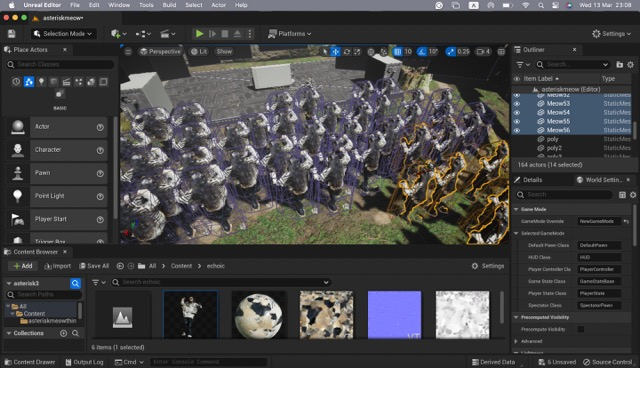 Unreal Editor File Edit Window Tools Build Select Actor Help Wed 13 Mar 23:08
asteriskmeow•
Selection Mode Platforms Settings
Place Actors
Search Classes
BASIC
Actor
Character
Pawn
Point Light
Player Start
Trigger Box
Perspective Lit Show 10 10° 0.25 4
Outliner
Search...
Item Label Type
asteriskmeow (Editor)
Meow52 StaticMes
Meow53 StaticMes
Meow54 StaticMes
Meow55 StaticMes
Meow56 StaticMes
poly StaticMes
poly2 StaticMes
164 actors (14 selected)
Details World Settin...
Search
Game Mode
GameMode Override NewGameMode
Selected GameMode
Default Pawn Class DefaultPawn
HUD Class HUD
Player Controller Cla PlayerController
Game State Class GameStateBase
Player State Class PlayerState
Spectator Class SpectatorPawn
Precomputed Visibility
Precompute Visibility
Advanced
Content Browser
Add Import Save All All Content echoic Settings
asterisk3
Search Paths
All
Content
asteriskmeowthin
Collections
Search echoic
VT
6 items (1 selected)
Content Drawer Output Log Cmd Enter Console Command Derived Data 5 Unsaved Source Control